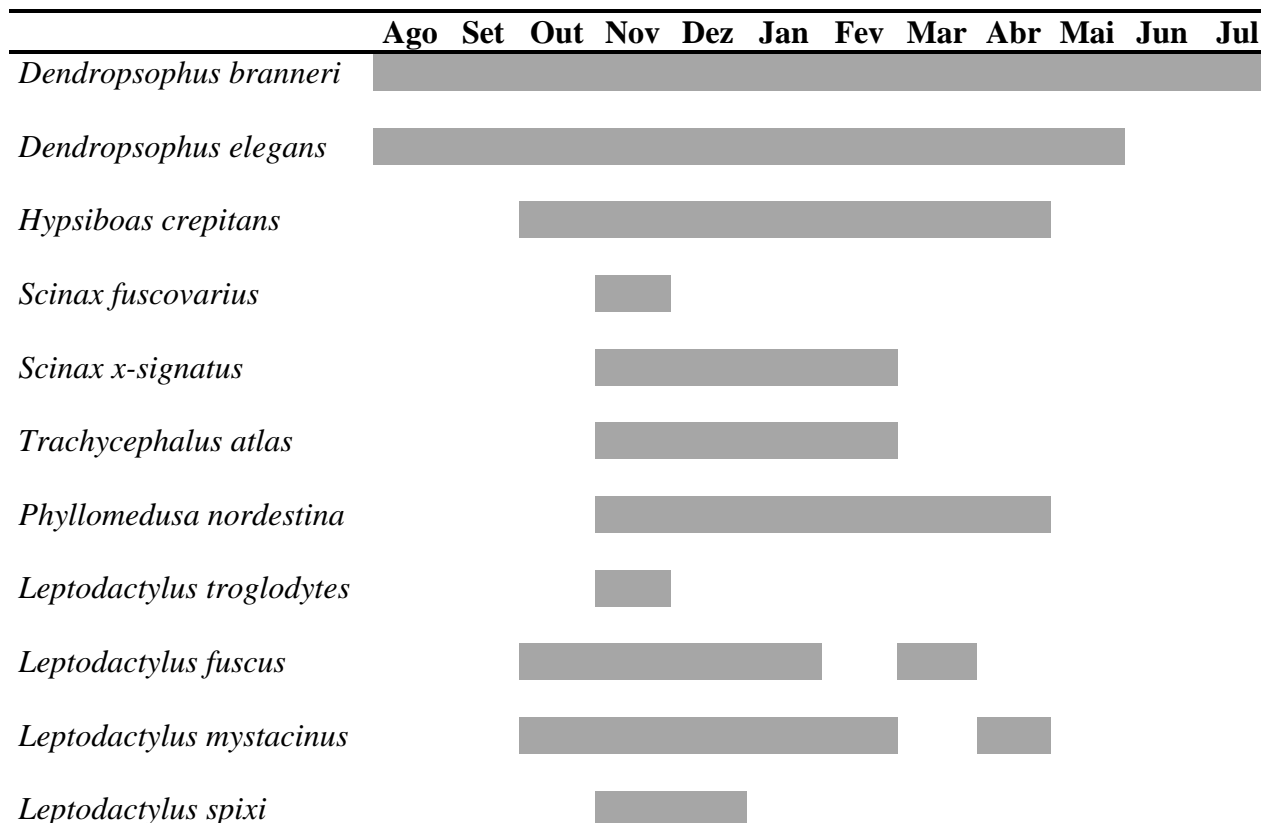 Ago Set Out Nov Dez Jan Fev Mar Abr Mai Jun Jul
Dendropsophus branneri
Dendropsophus elegans
Hypsiboas crepitans
Scinax fuscovarius
Scinax x-signatus
Trachycephalus atlas
Phyllomedusa nordestina
Leptodactylus troglodytes
Leptodactylus fuscus
Leptodactylus mystacinus
Leptodactylus spixi